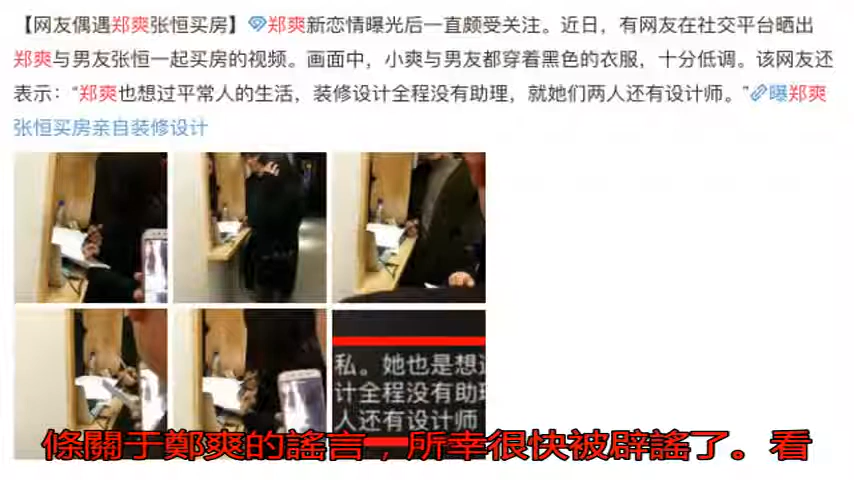 【网友偶遇郑爽张恒买房】郑爽新恋情曝光后一直颇受关注。近日，有网友在社交平台晒出
郑爽与男友张恒一起买房的视频。画面中，小爽与男友都穿着黑色的衣服，十分低调。该网友还
表示：“郑爽也想过平常人的生活，装修设计全程没有助理，就她们两人还有设计师。”曝郑爽
张恒买房亲自装修设计
私。她也是想过
计全程没有助理
人还有设计师
條關于鄭爽的謠言，所幸很快被辟謠了。看